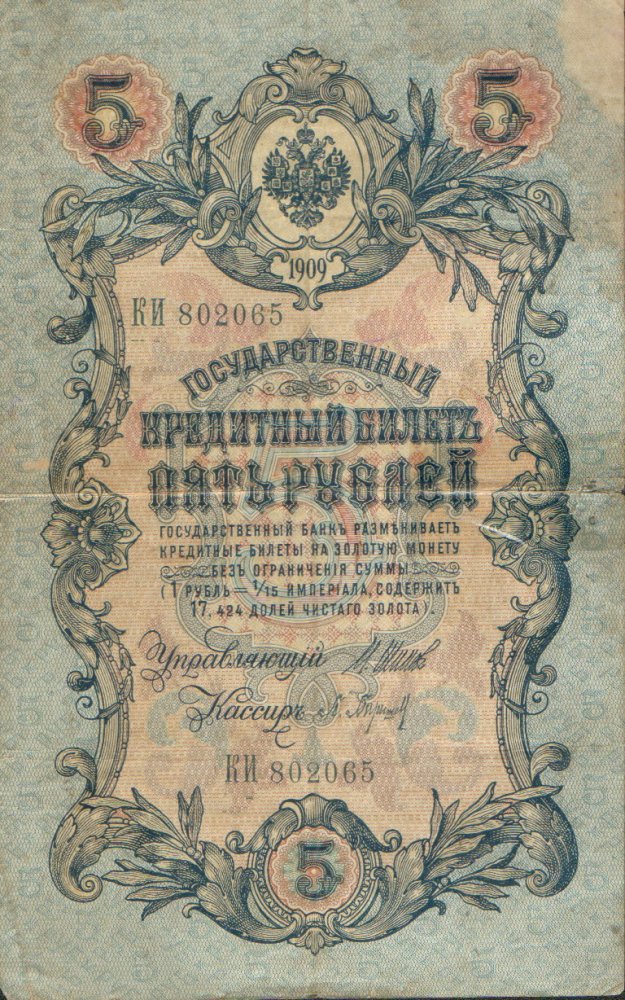 5 5
1909
КИ 802065
ГОСУДАРСТВЕННЫЙ
КРЕДИТНЫЙ БИЛЕТЪ
ПЯТЬ РУБЛЕЙ
ГОСУДАРСТВЕННЫЙ БАНКЪ РАЗМѢНИВАЕТЪ
КРЕДИТНЫЕ БИЛЕТЫ НА ЗОЛОТУЮ МОНЕТУ
БЕЗЪ ОГРАНИЧЕНІЯ СУММЫ
(1 РУБЛЬ = 1/15 ИМПЕРІАЛА, СОДЕРЖИТЪ
17,424 ДОЛЕЙ ЧИСТАГО ЗОЛОТА).
Управляющій
Кассиръ
КИ 802065
5